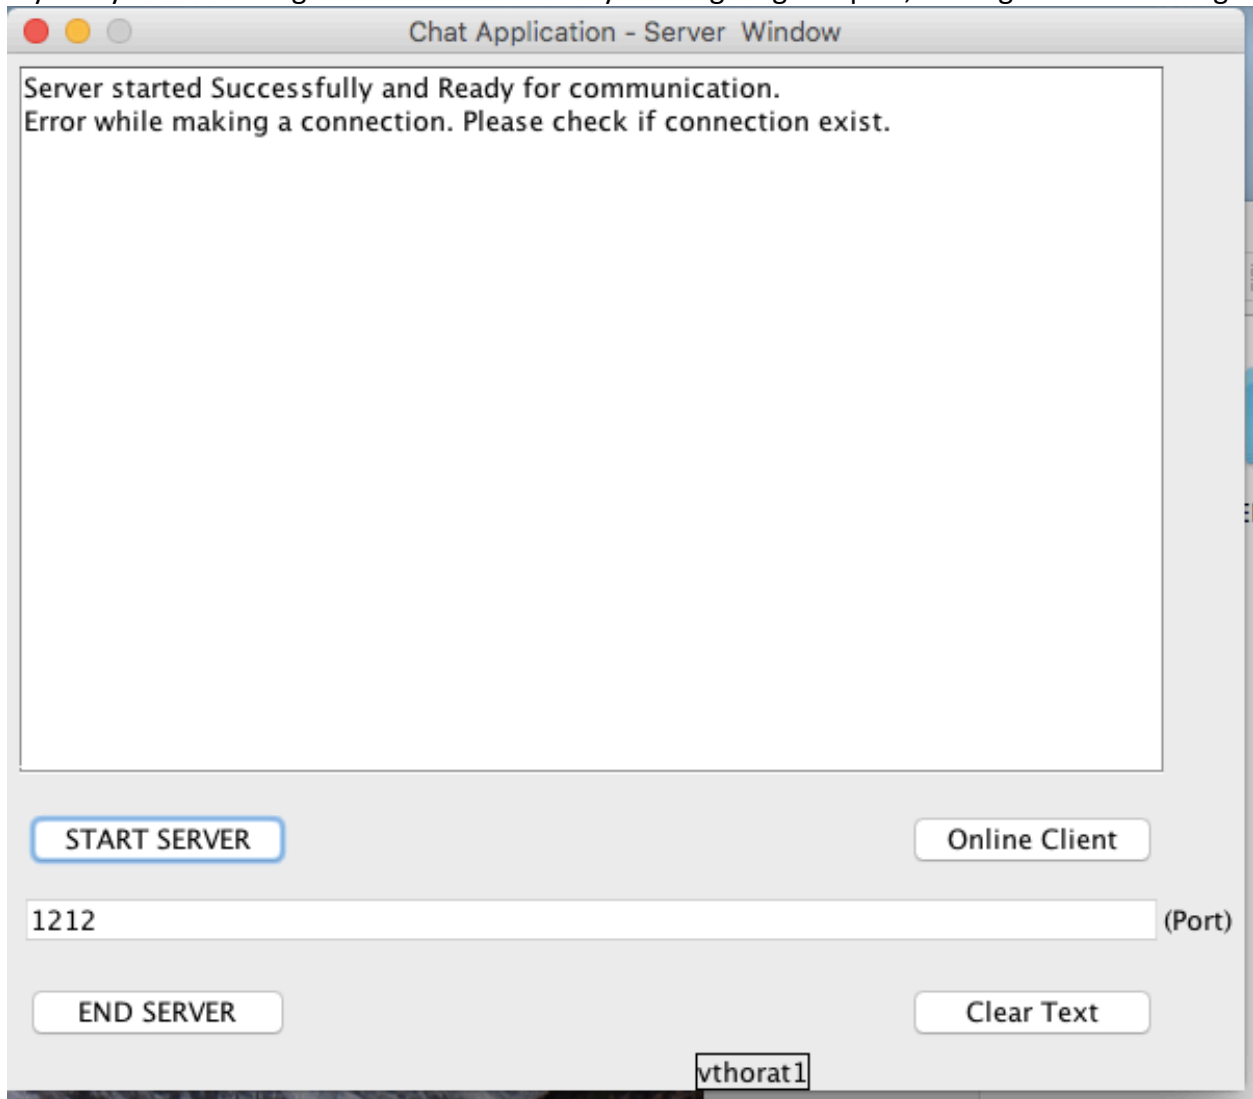 Chat Application - Server Window
Server started Successfully and Ready for communication.
Error while making a connection. Please check if connection exist.
START SERVER
Online Client
1212
(Port)
END SERVER
Clear Text
vthorat1